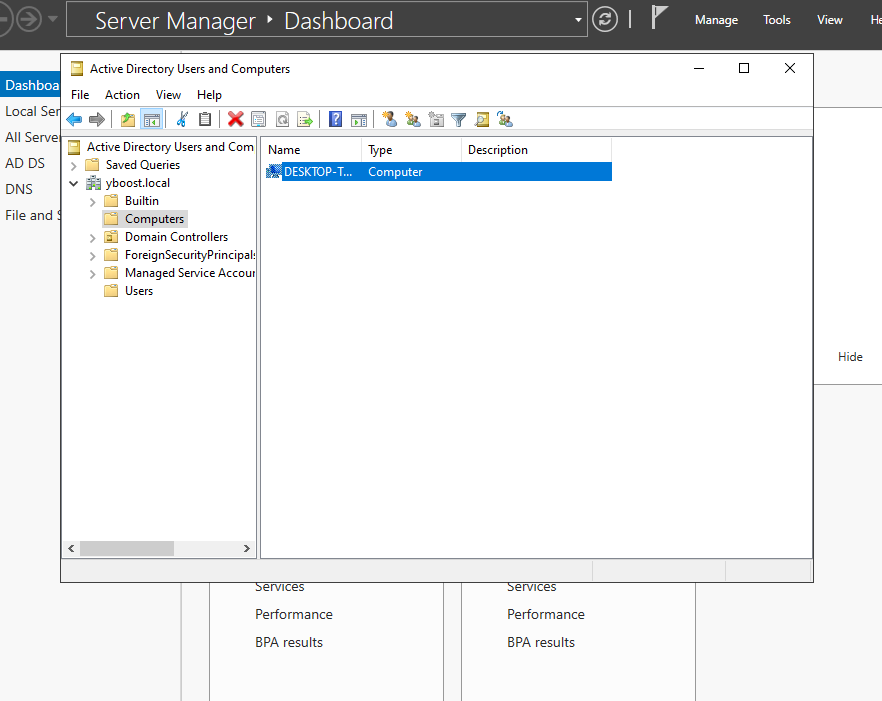 Server Manager ‣ Dashboard
Manage Tools View He
Active Directory Users and Computers
File Action View Help
Dashboa
Local Ser
All Server
AD DS
DNS
File and S
Active Directory Users and Com
Saved Queries
yboost.local
Builtin
Computers
Domain Controllers
ForeignSecurityPrincipals
Managed Service Accour
Users
Name Type Description
DESKTOP-T... Computer
Hide
Services
Performance
BPA results
Services
Performance
BPA results